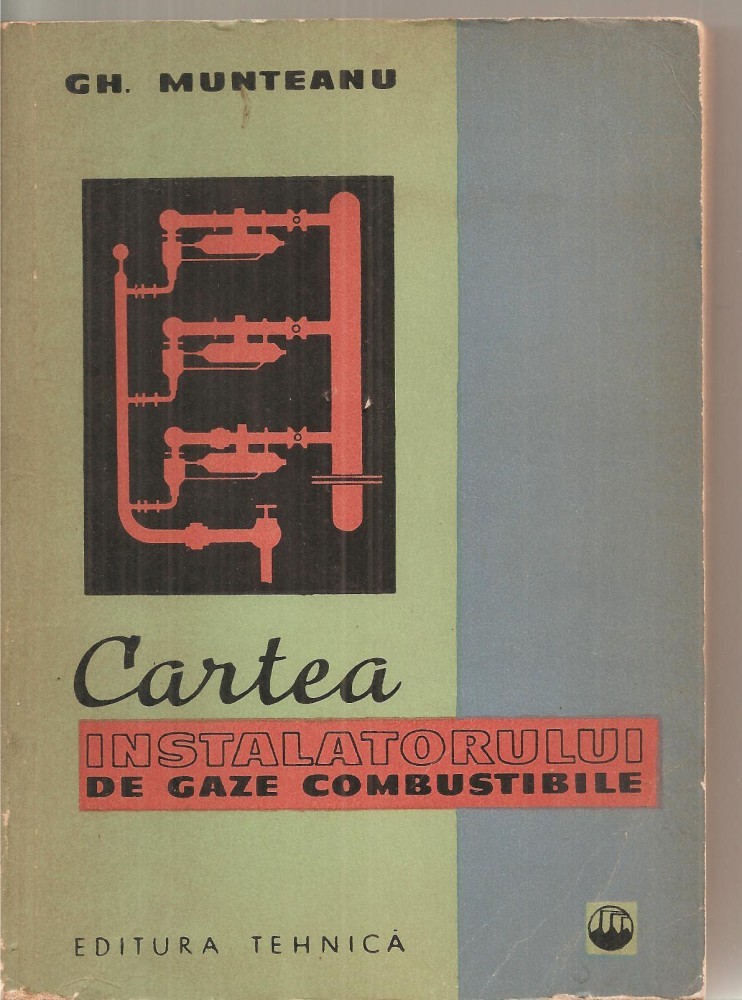 GH. MUNTEANU
Cartea
INSTALATORULUI
DE GAZE COMBUSTIBILE
EDITURA TEHNICĂ